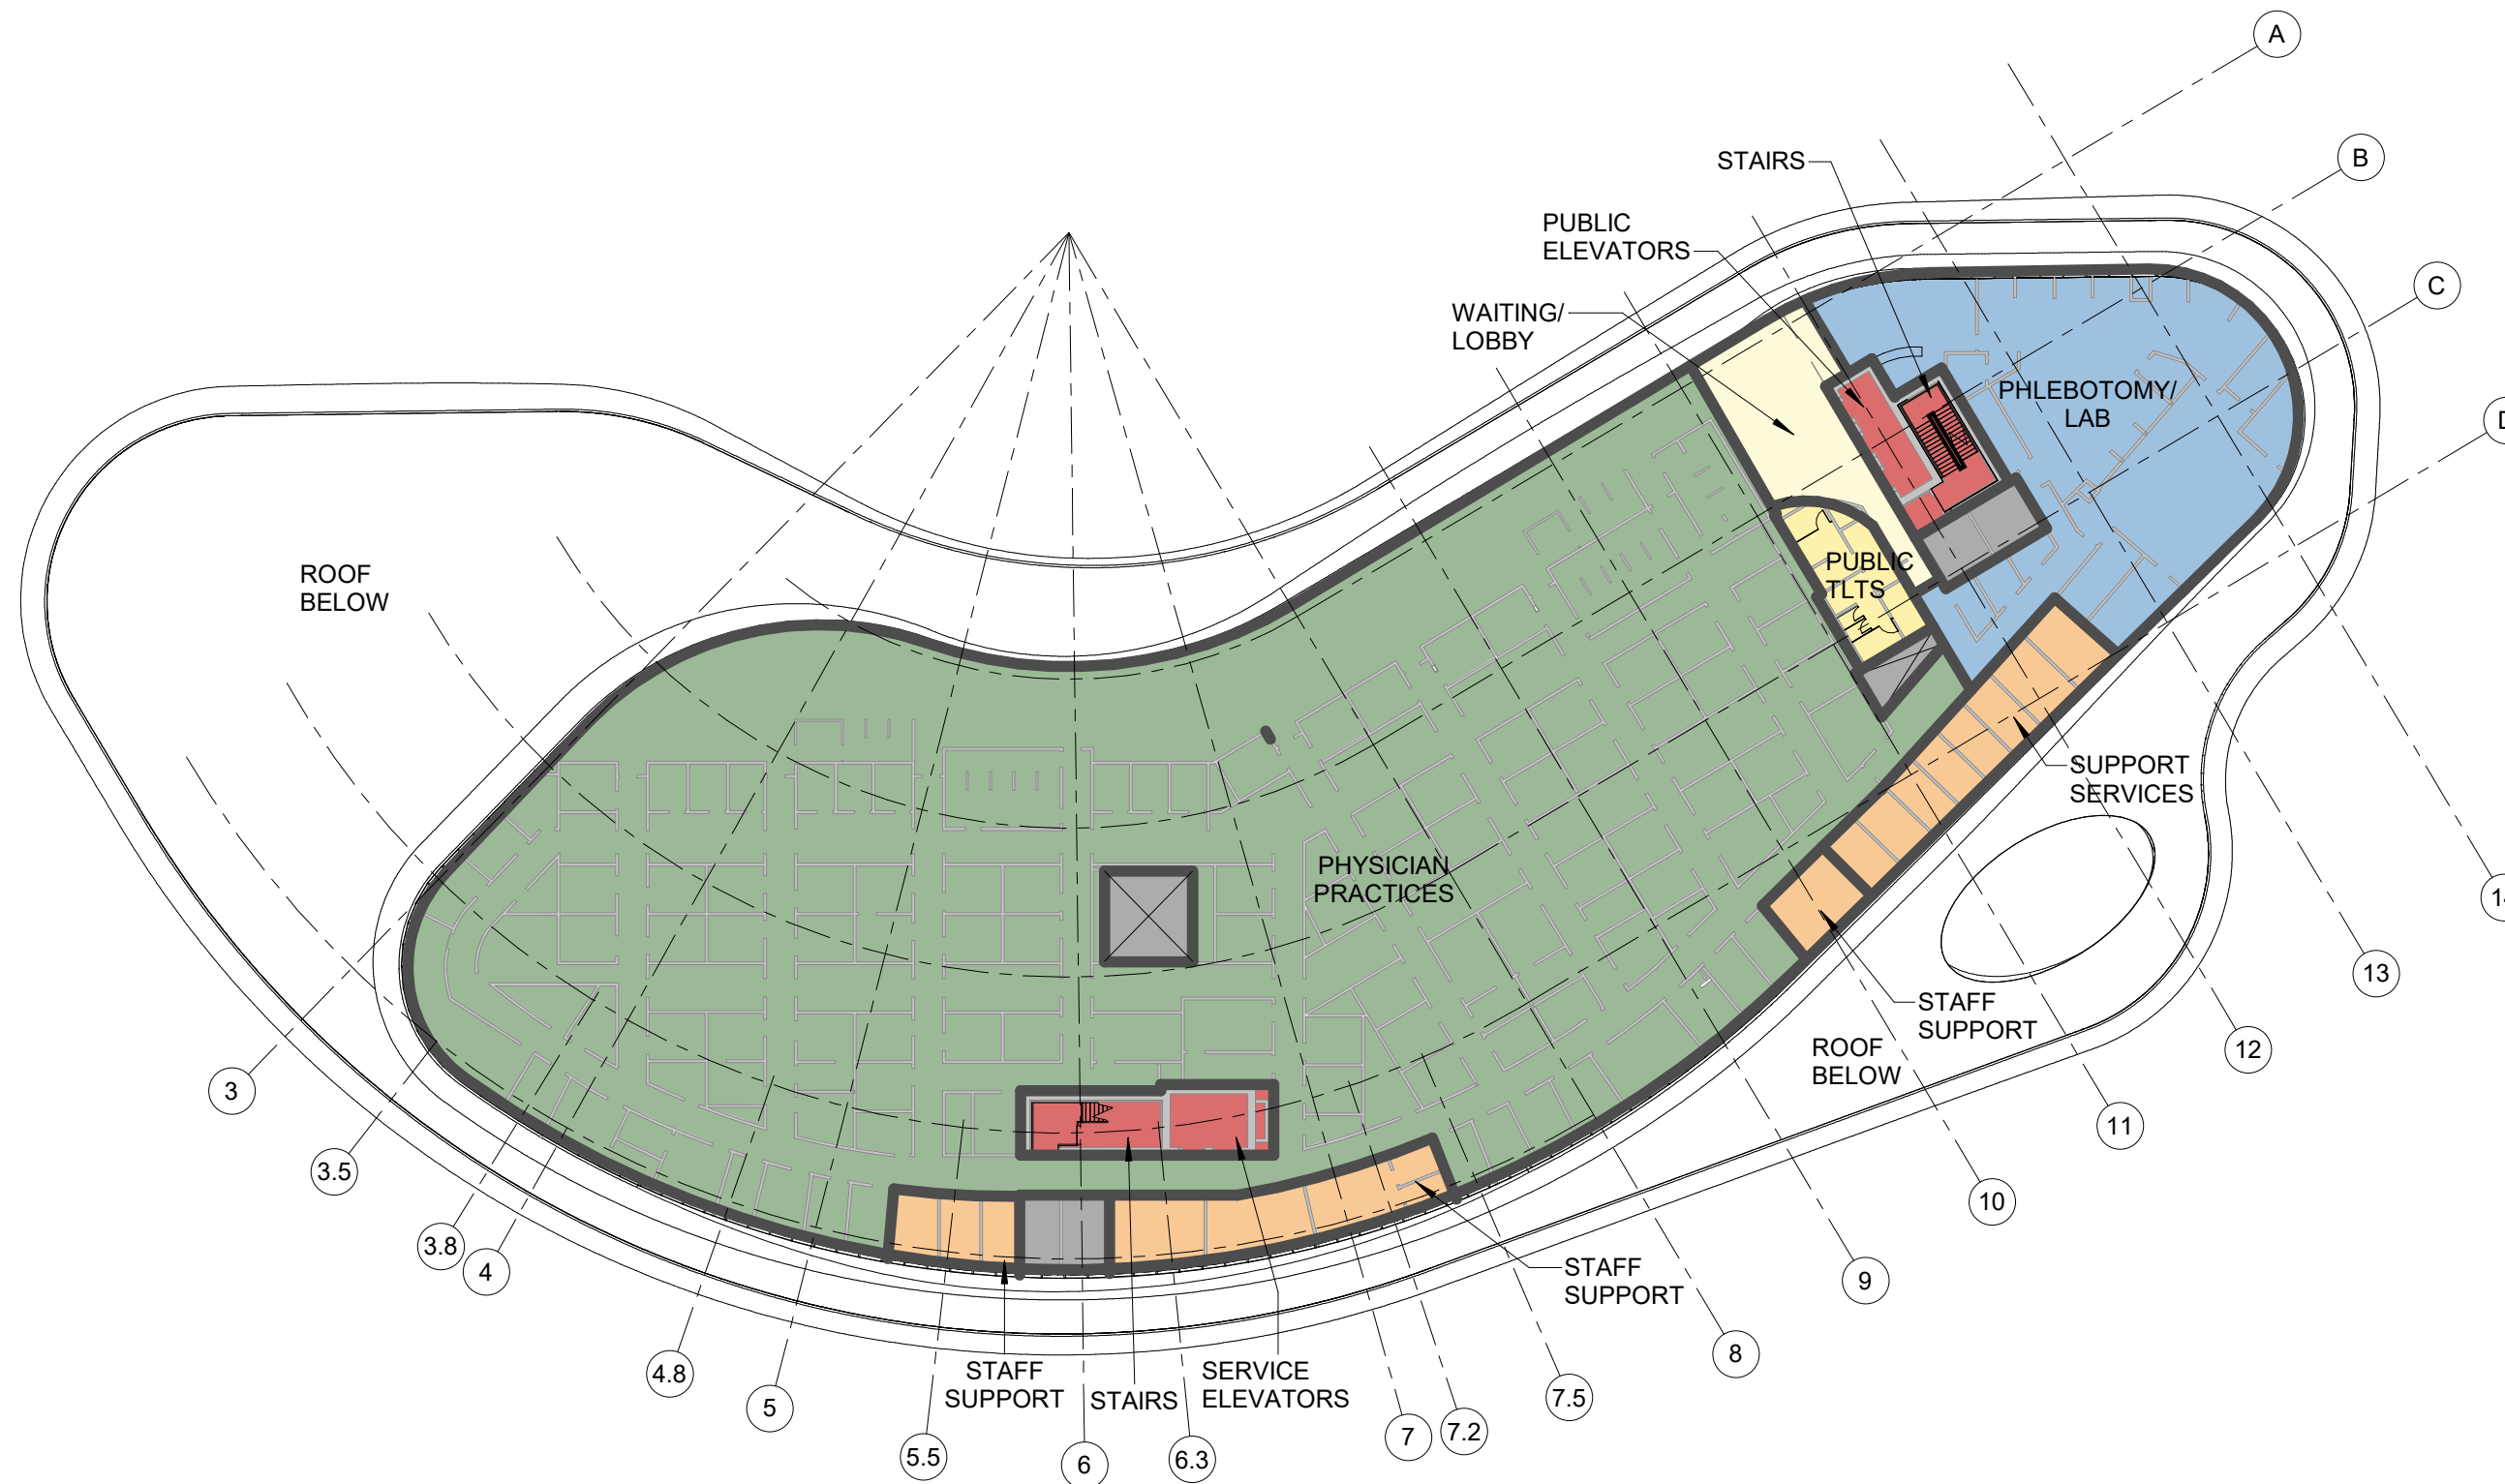 A
B
STAIRS
PUBLIC
ELEVATORS
C
WAITING/
LOBBY
PHLEBOTOMY/
LAB
D
ROOF
BELOW
PUBLIC
TLTS
SUPPORT
SERVICES
PHYSICIAN
PRACTICES
14
13
STAFF
SUPPORT
ROOF
BELOW
12
3
11
3.5
10
3.8
4
9
STAFF
SUPPORT
8
4.8
5
STAFF
SUPPORT
STAIRS
SERVICE
ELEVATORS
7.5
7
7.2
5.5
6
6.3